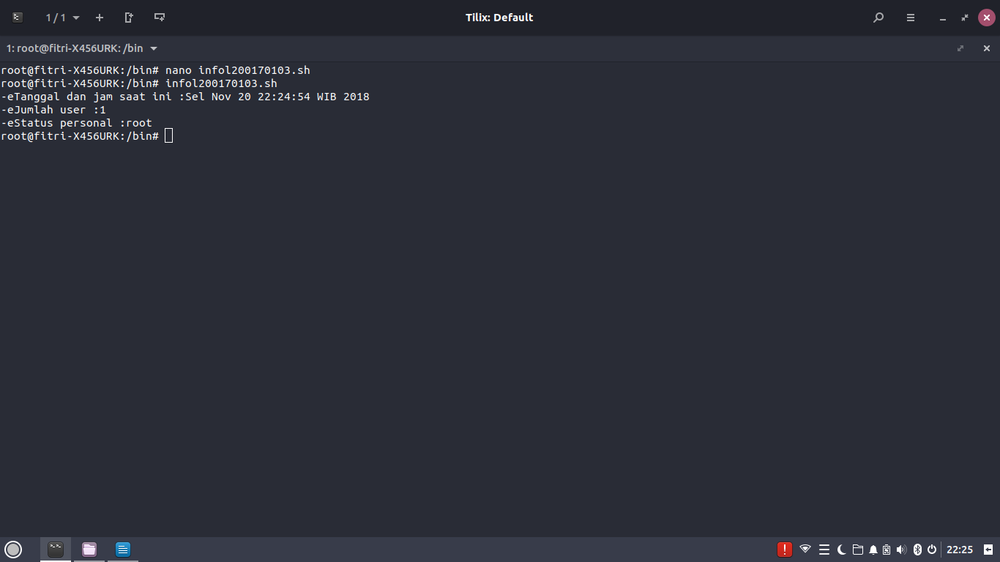 1 / 1
Tilix: Default
1: root@fitri-X456URK: /bin
root@fitri-X456URK:/bin# nano infol200170103.sh
root@fitri-X456URK:/bin# infol200170103.sh
-eTanggal dan jam saat ini :Sel Nov 20 22:24:54 WIB 2018
-eJumlah user :1
-eStatus personal :root
root@fitri-X456URK:/bin#
22:25